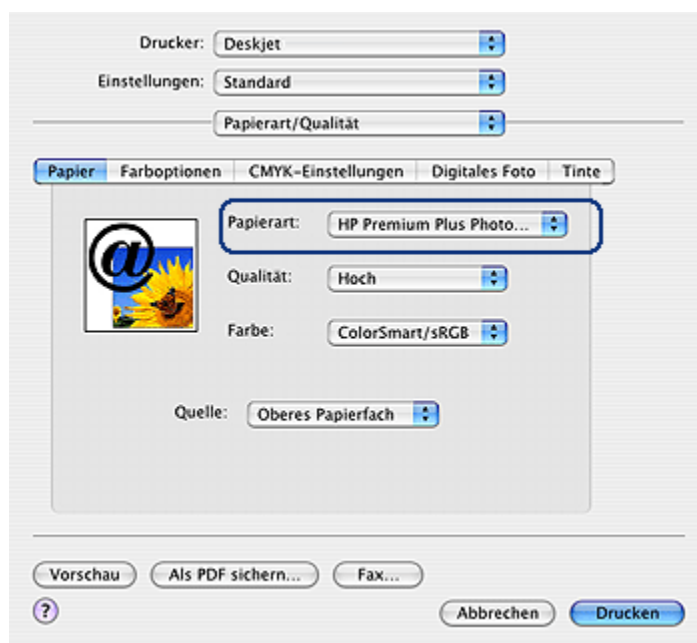 Drucker: Deskjet
Einstellungen: Standard
Papierart/Qualität
Papier Farboptionen CMYK-Einstellungen Digitales Foto Tinte
Papierart: HP Premium Plus Photo...
@
Qualität: Hoch
Farbe: ColorSmart/sRGB
Quelle: Oberes Papierfach
Vorschau Als PDF sichern... Fax...
? Abbrechen Drucken